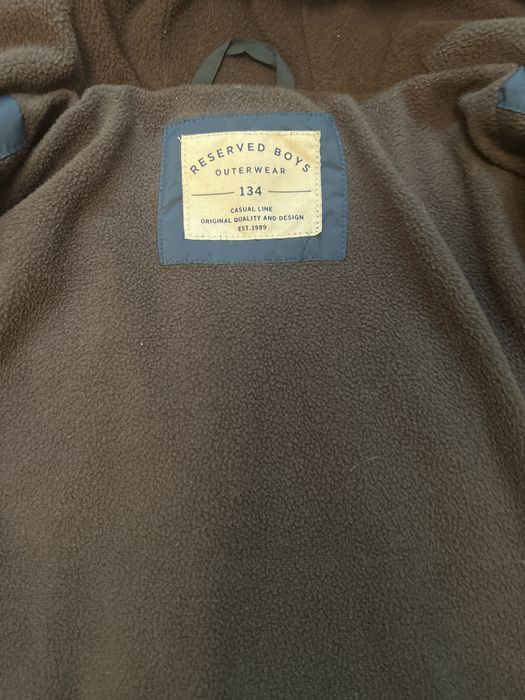 RESERVED BOYS
OUTERWEAR
134
CASUAL LINE
ORIGINAL QUALITY AND DESIGN
EST.1989